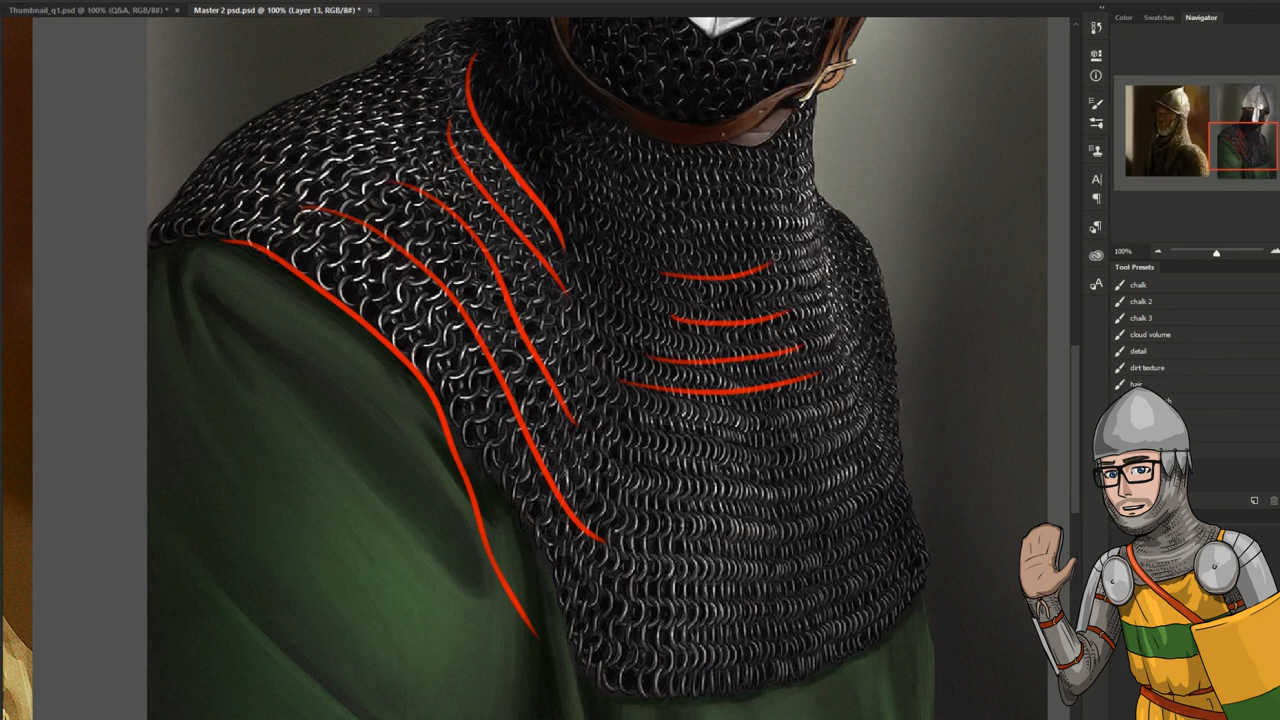 Thumbnail_q1.psd @ 100% (Q&A, RGB/8#) * ×
Master 2 psd.psd @ 100% (Layer 13, RGB/8#) * ×
Color Swatches Navigator
100%
Tool Presets
chalk
chalk 2
chalk 3
cloud volume
detail
dirt texture
hair